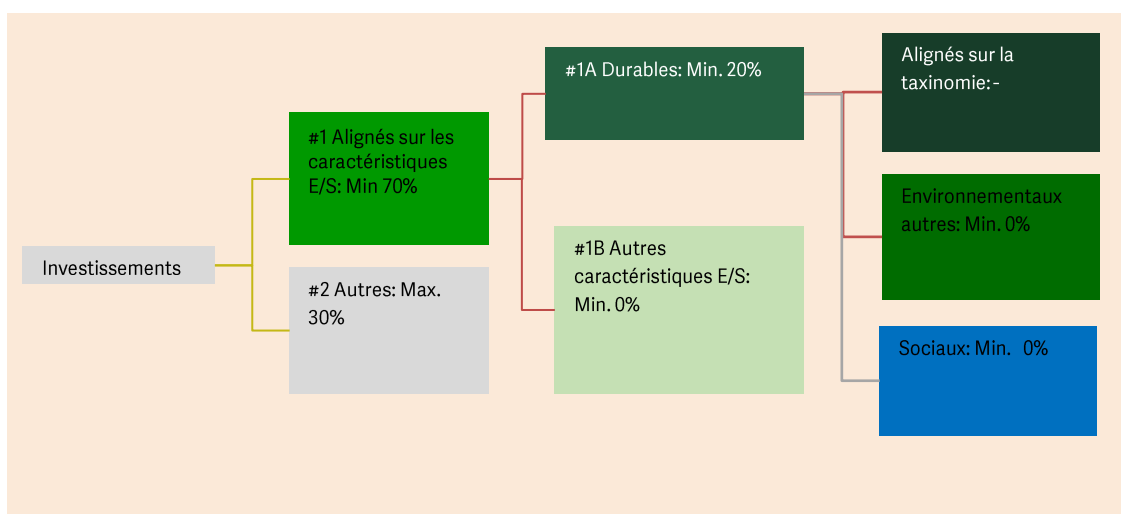 Investissements
#1 Alignés sur les
caractéristiques
E/S: Min 70%
#2 Autres: Max.
30%
#1A Durables: Min. 20%
#1B Autres
caractéristiques E/S:
Min. 0%
Alignés sur la
taxinomie:-
Environnementaux
autres: Min. 0%
Sociaux: Min. 0%